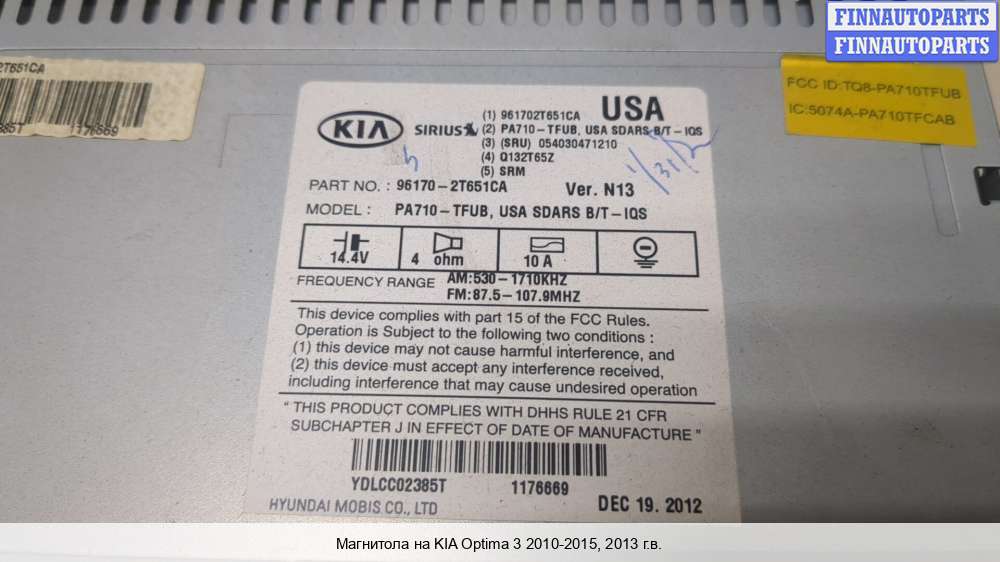 FINNAUTOPARTS
FINNAUTOPARTS
2T651CA
385T 1176669
FCC ID:TQ8-PA710TFUB
IC:5074A-PA710TFCAB
KIA SIRIUS
USA
(1) 961702T651CA
(2) PA710-TFUB, USA SDARS B/T-IQS
(3) (SRU) 054030471210
(4) Q132T65Z
(5) SRM
1/31/2
PART NO. : 96170-2T651CA Ver. N13
MODEL : PA710-TFUB, USA SDARS B/T-IQS
14.4V 4 ohm 10 A
FREQUENCY RANGE AM:530-1710KHZ
FM:87.5-107.9MHZ
This device complies with part 15 of the FCC Rules.
Operation is Subject to the following two conditions :
(1) this device may not cause harmful interference, and
(2) this device must accept any interference received,
including interference that may cause undesired operation
" THIS PRODUCT COMPLIES WITH DHHS RULE 21 CFR
SUBCHAPTER J IN EFFECT OF DATE OF MANUFACTURE "
YDLCC02385T 1176669
HYUNDAI MOBIS CO., LTD DEC 19. 2012
Магнитола на KIA Optima 3 2010-2015, 2013 г.в.